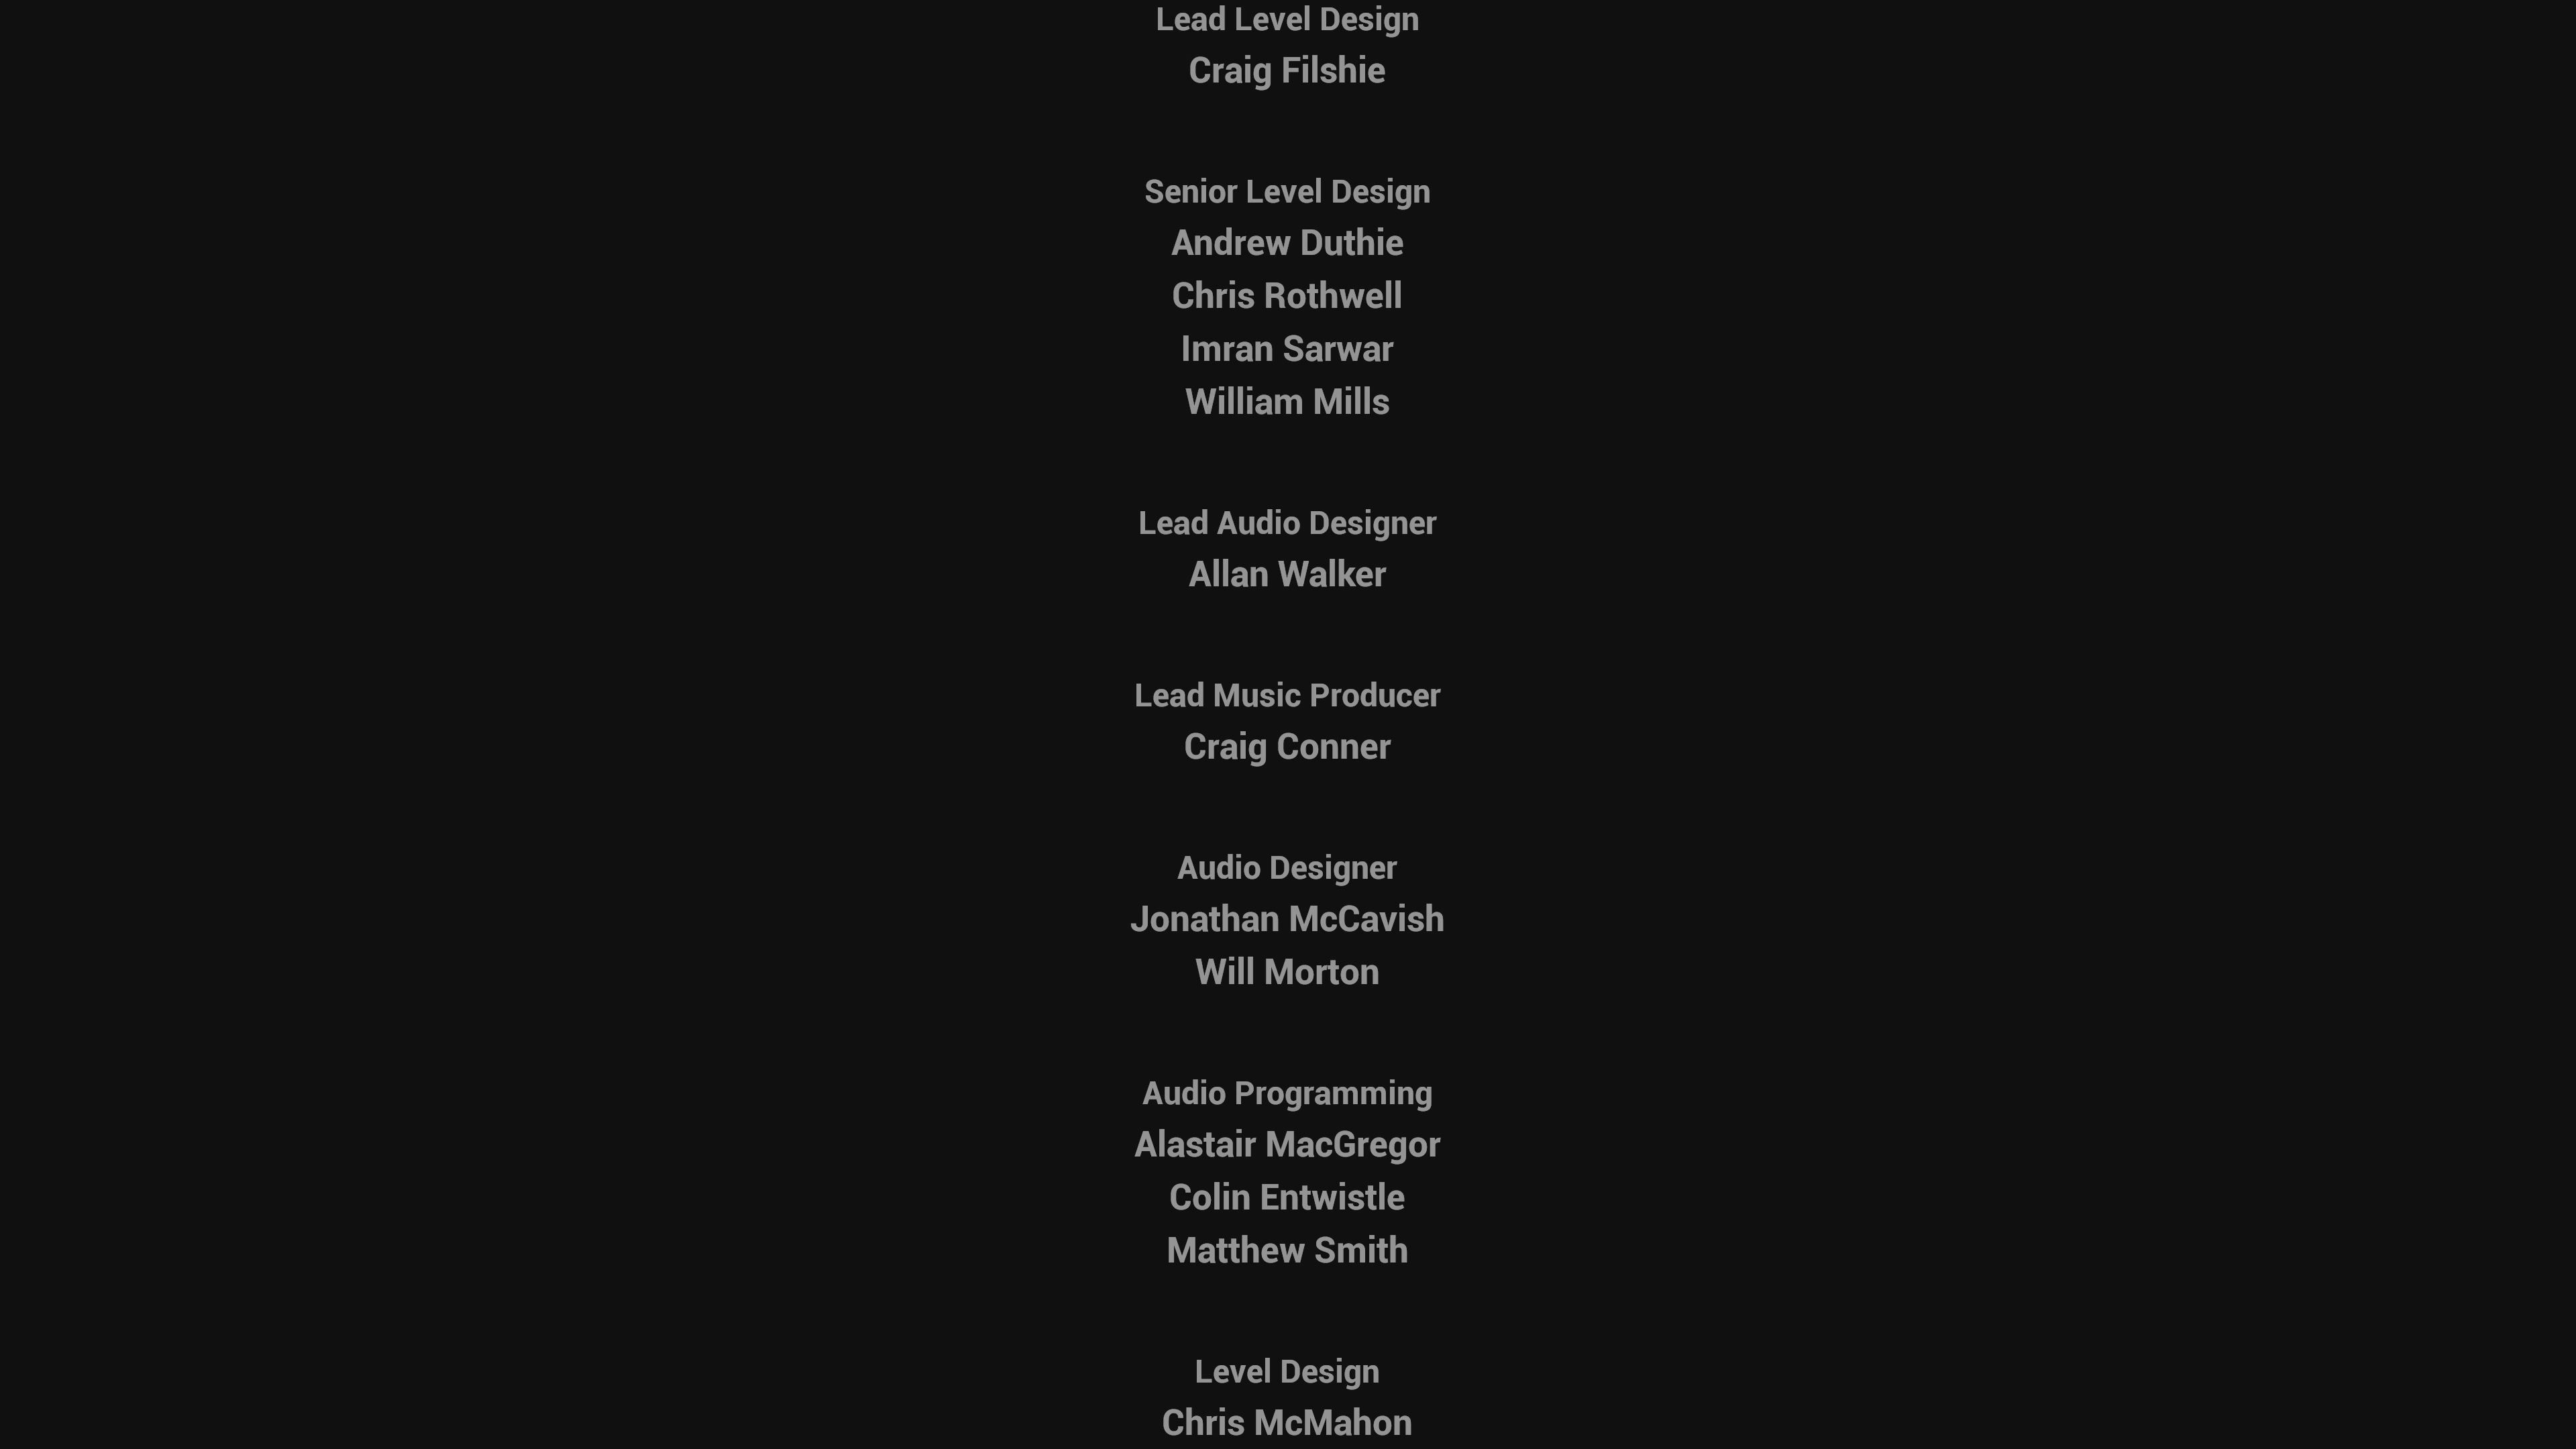 Lead Level Design
Craig Filshie
Senior Level Design
Andrew Duthie
Chris Rothwell
Imran Sarwar
William Mills
Lead Audio Designer
Allan Walker
Lead Music Producer
Craig Conner
Audio Designer
Jonathan McCavish
Will Morton
Audio Programming
Alastair MacGregor
Colin Entwistle
Matthew Smith
Level Design
Chris McMahon